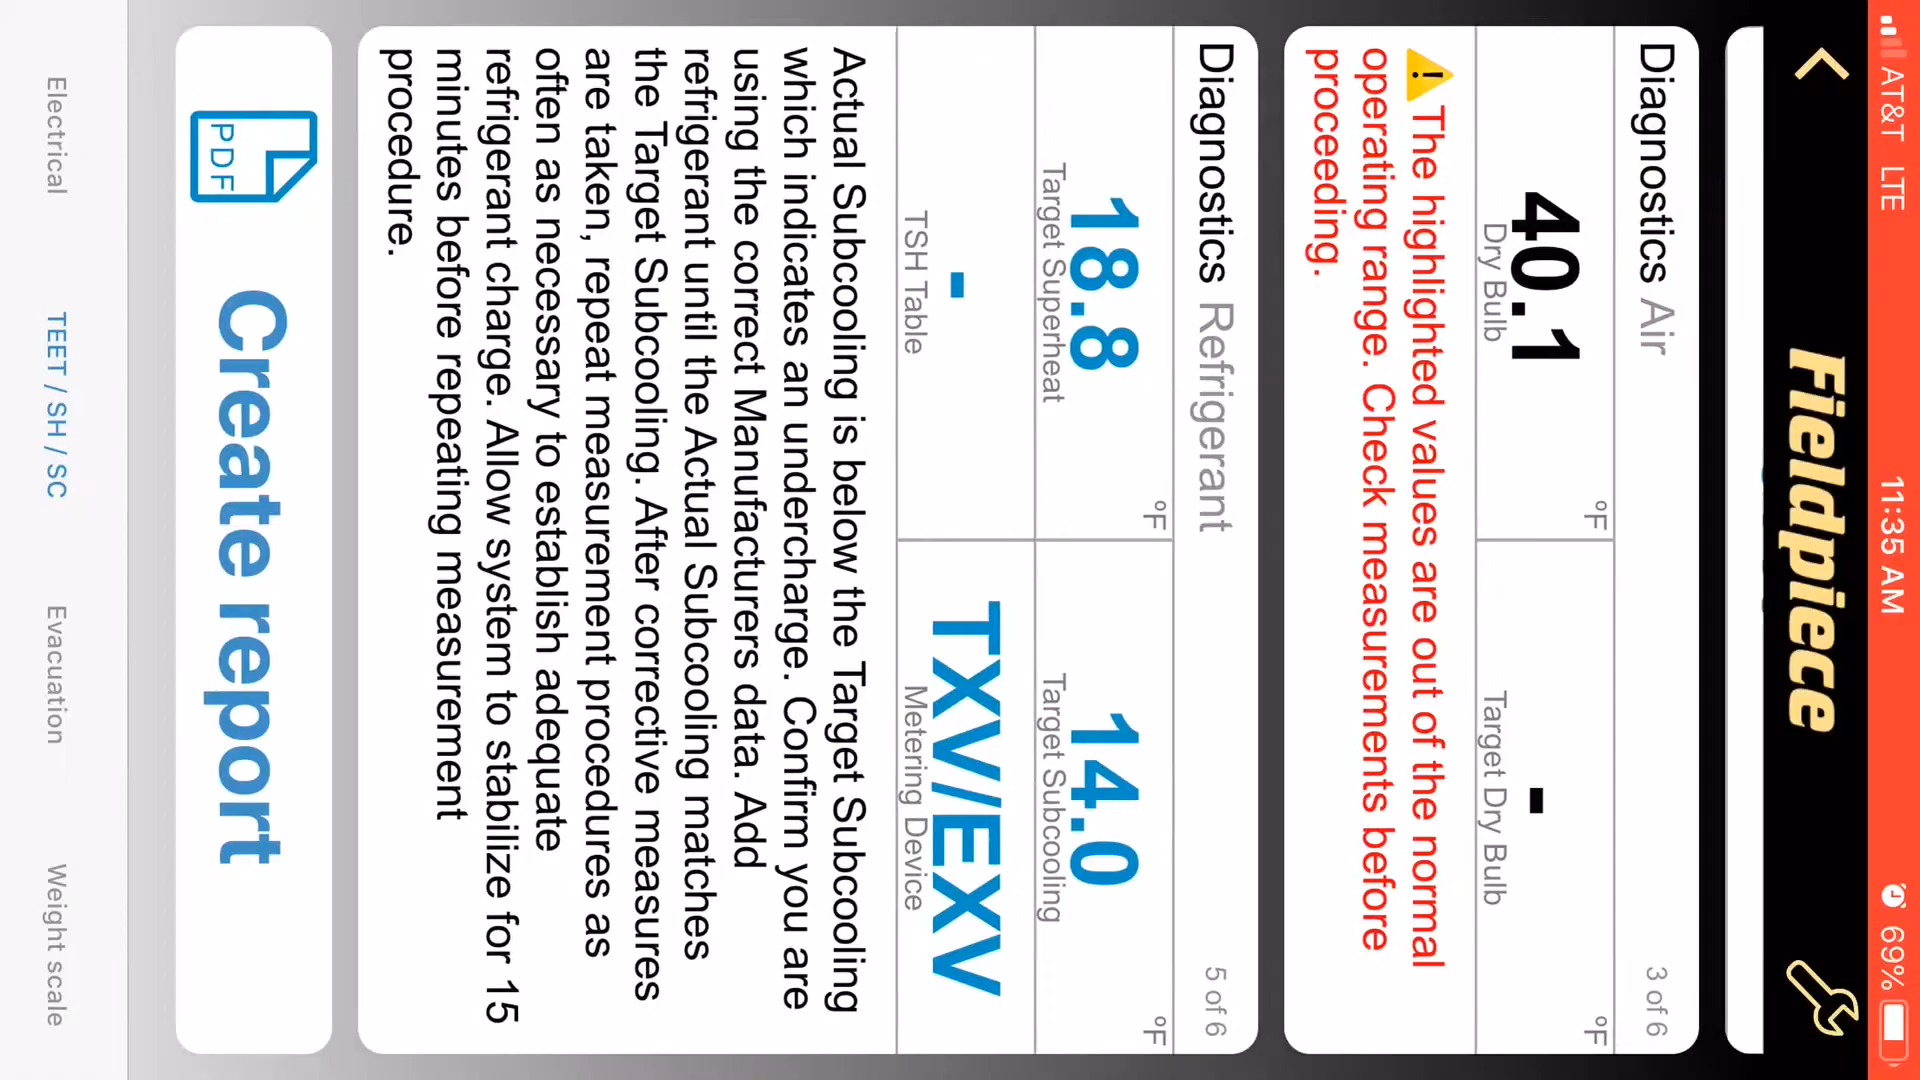 AT&T LTE 11:35 AM 69%
Fieldpiece
Diagnostics Air 3 of 6
40.1 °F
Dry Bulb
- °F
Target Dry Bulb
The highlighted values are out of the normal
operating range. Check measurements before
proceeding.
Diagnostics Refrigerant 5 of 6
18.8 °F
Target Superheat
14.0 °F
Target Subcooling
-
TSH Table
TXV/EXV
Metering Device
Actual Subcooling is below the Target Subcooling
which indicates an undercharge. Confirm you are
using the correct Manufacturers data. Add
refrigerant until the Actual Subcooling matches
the Target Subcooling. After corrective measures
are taken, repeat measurement procedures as
often as necessary to establish adequate
refrigerant charge. Allow system to stabilize for 15
minutes before repeating measurement
procedure.
PDF Create report
Electrical TEET / SH / SC Evacuation Weight scale